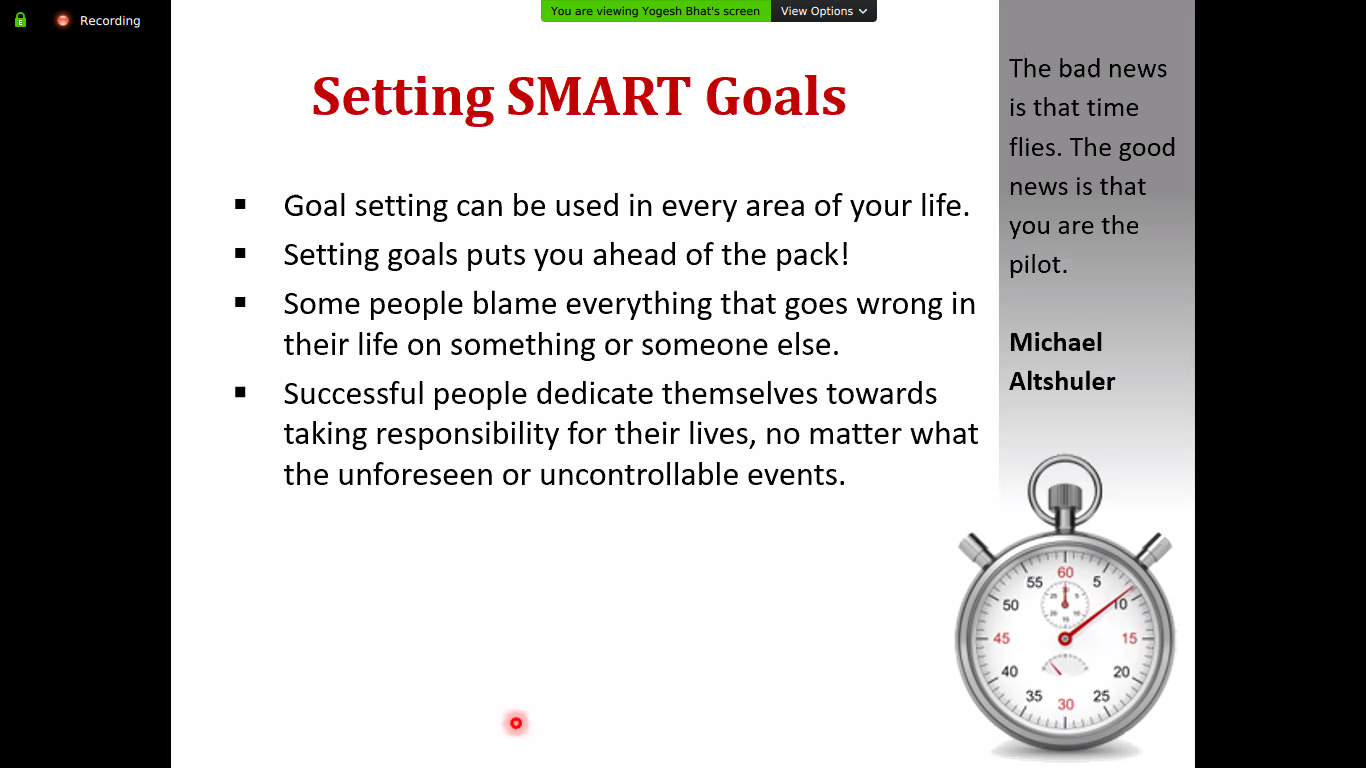 Recording
You are viewing Yogesh Bhat's screen
View Options
Setting SMART Goals
Goal setting can be used in every area of your life.
Setting goals puts you ahead of the pack!
Some people blame everything that goes wrong in
their life on something or someone else.
Successful people dedicate themselves towards
taking responsibility for their lives, no matter what
the unforeseen or uncontrollable events.
The bad news
is that time
flies. The good
news is that
you are the
pilot.
Michael
Altshuler
60
5
10
15
20
25
30
35
40
45
50
55